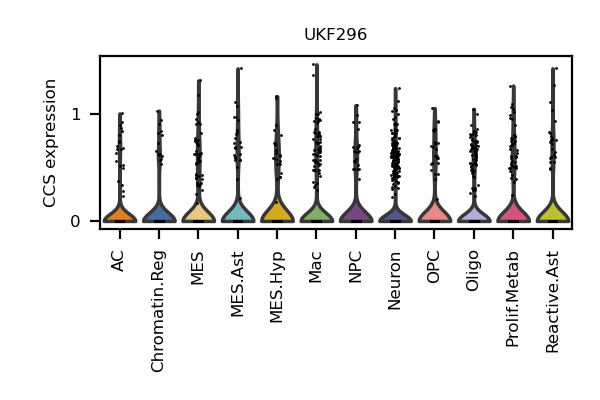 UKF296
CCS expression
1
0
AC
Chromatin.Reg
MES
MES.Ast
MES.Hyp
Mac
NPC
Neuron
OPC
Oligo
Prolif.Metab
Reactive.Ast